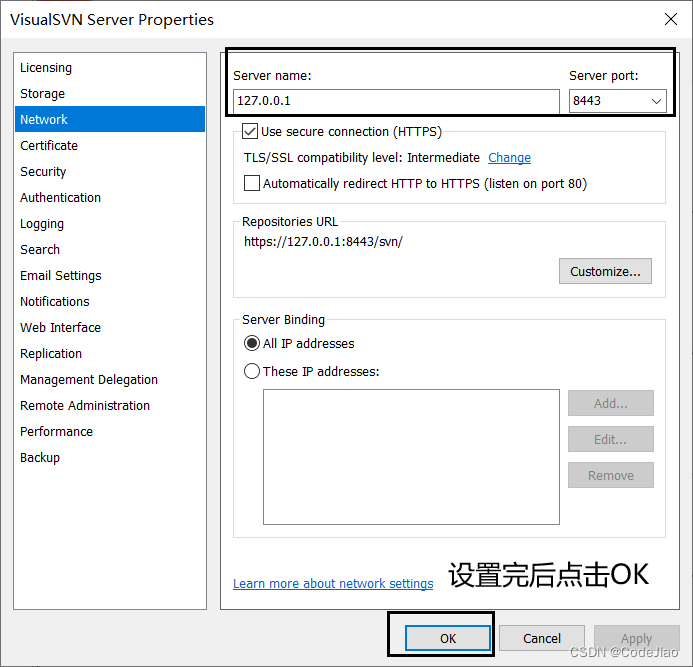 VisualSVN Server Properties
Licensing
Storage
Network
Certificate
Security
Authentication
Logging
Search
Email Settings
Notifications
Web Interface
Replication
Management Delegation
Remote Administration
Performance
Backup
Server name:
Server port:
127.0.0.1
8443
Use secure connection (HTTPS)
TLS/SSL compatibility level: Intermediate Change
Automatically redirect HTTP to HTTPS (listen on port 80)
Repositories URL
https://127.0.0.1:8443/svn/
Customize...
Server Binding
All IP addresses
These IP addresses:
Add...
Edit...
Remove
Learn more about network settings
设置完后点击OK
OK
Cancel
Apply
CSDN @CodeJiao